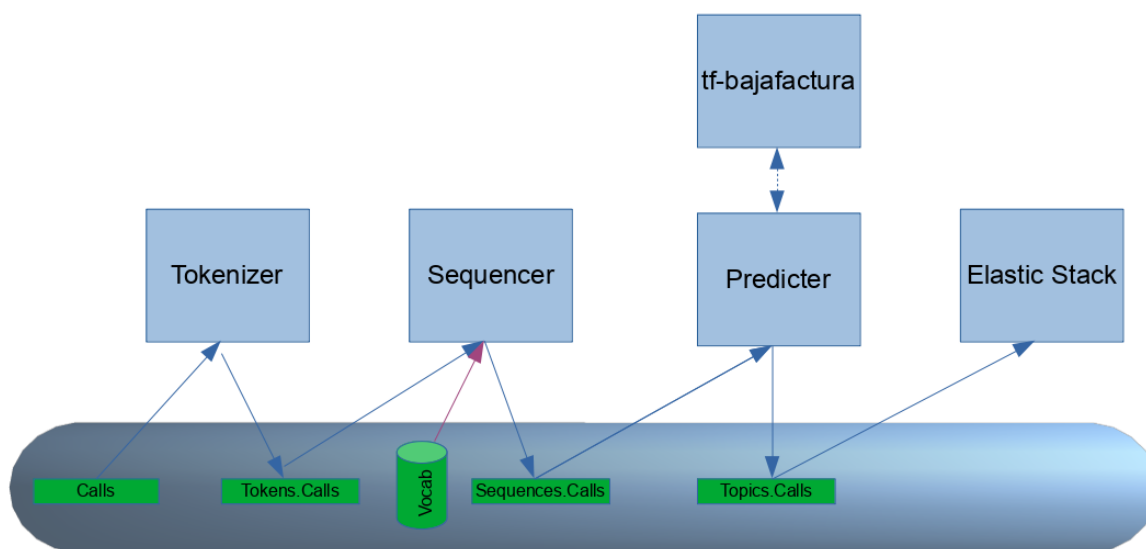 tf-bajafactura
Tokenizer
Sequencer
Predicter
Elastic Stack
Calls
Tokens.Calls
Vocab
Sequences.Calls
Topics.Calls